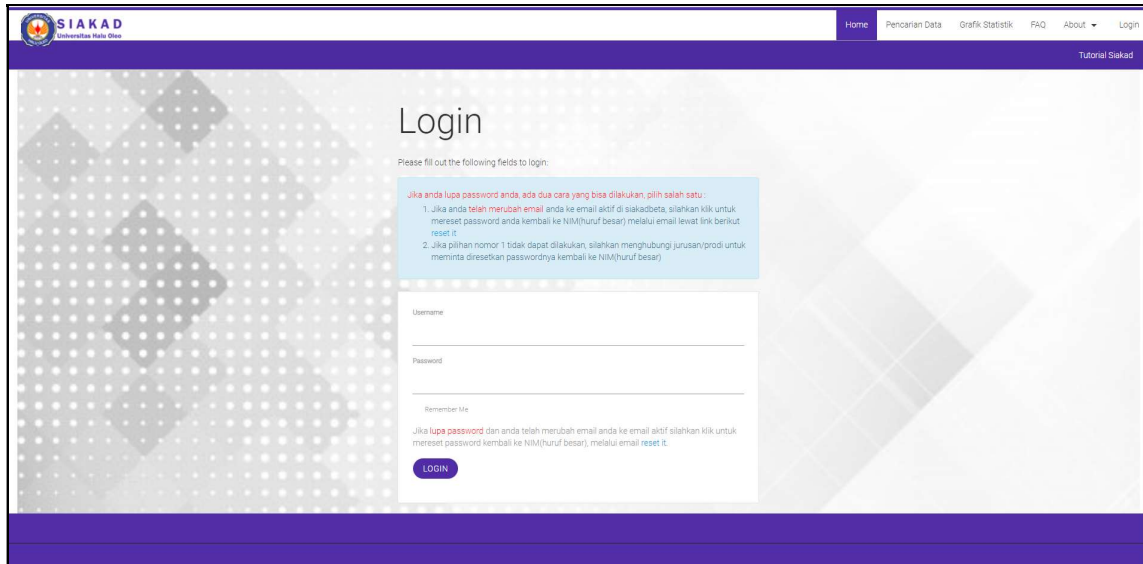 SIAKAD
Universitas Halu Oleo
Home Pencarian Data Grafik Statistik FAQ About Login
Tutorial Siakad
Login
Please fill out the following fields to login:
Jika anda lupa password anda, ada dua cara yang bisa dilakukan, pilih salah satu :
1. Jika anda telah merubah email anda ke email aktif di siakadbeta, silahkan klik untuk
mereset password anda kembali ke NIM(huruf besar) melalui email lewat link berikut
reset it
2. Jika pilihan nomor 1 tidak dapat dilakukan, silahkan menghubungi jurusan/prodi untuk
meminta diresetkan passwordnya kembali ke NIM(huruf besar)
Username
Password
Remember Me
Jika lupa password dan anda telah merubah email anda ke email aktif silahkan klik untuk
mereset password kembali ke NIM(huruf besar), melalui email reset it.
LOGIN